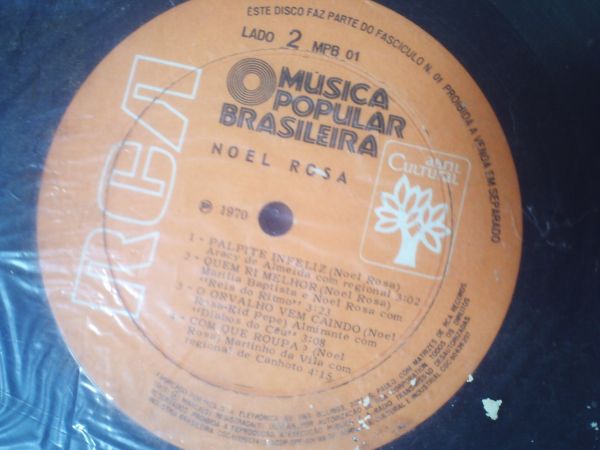 ESTE DISCO FAZ PARTE DO FASCÍCULO N. 01 PROIBIDA A VENDA EM SEPARADO
LADO 2 MPB 01
MÚSICA
POPULAR
BRASILEIRA
NOEL ROSA
RCA
abril
Cultural
℗ 1970
1 - PALPITE INFELIZ (Noel Rosa)
Aracy de Almeida com regional 3:02
2 - QUEM RI MELHOR (Noel Rosa)
Marília Baptista e Noel Rosa com
"Reis do Ritmo" 3:23
3 - O ORVALHO VEM CAINDO (Noel
Rosa-Kid Pepe) Almirante com
"Diabos do Céu" 3:08
4 - COM QUE ROUPA? (Noel
Rosa) Martinho da Vila com
regional de Canhoto 4:15